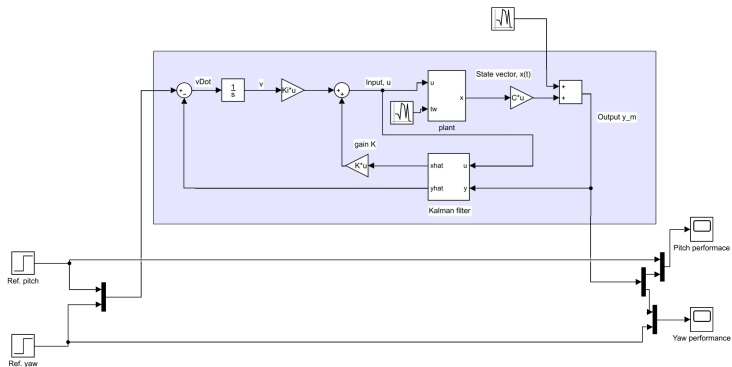 vDot
v
Input, u
State vector, x(t)
+
−
1
s
Ki*u
+
+
u
tw
x
plant
C*u
+
+
Output y_m
gain K
K*u
xhat
yhat
u
y
Kalman filter
Ref. pitch
Pitch performace
Ref. yaw
Yaw performance